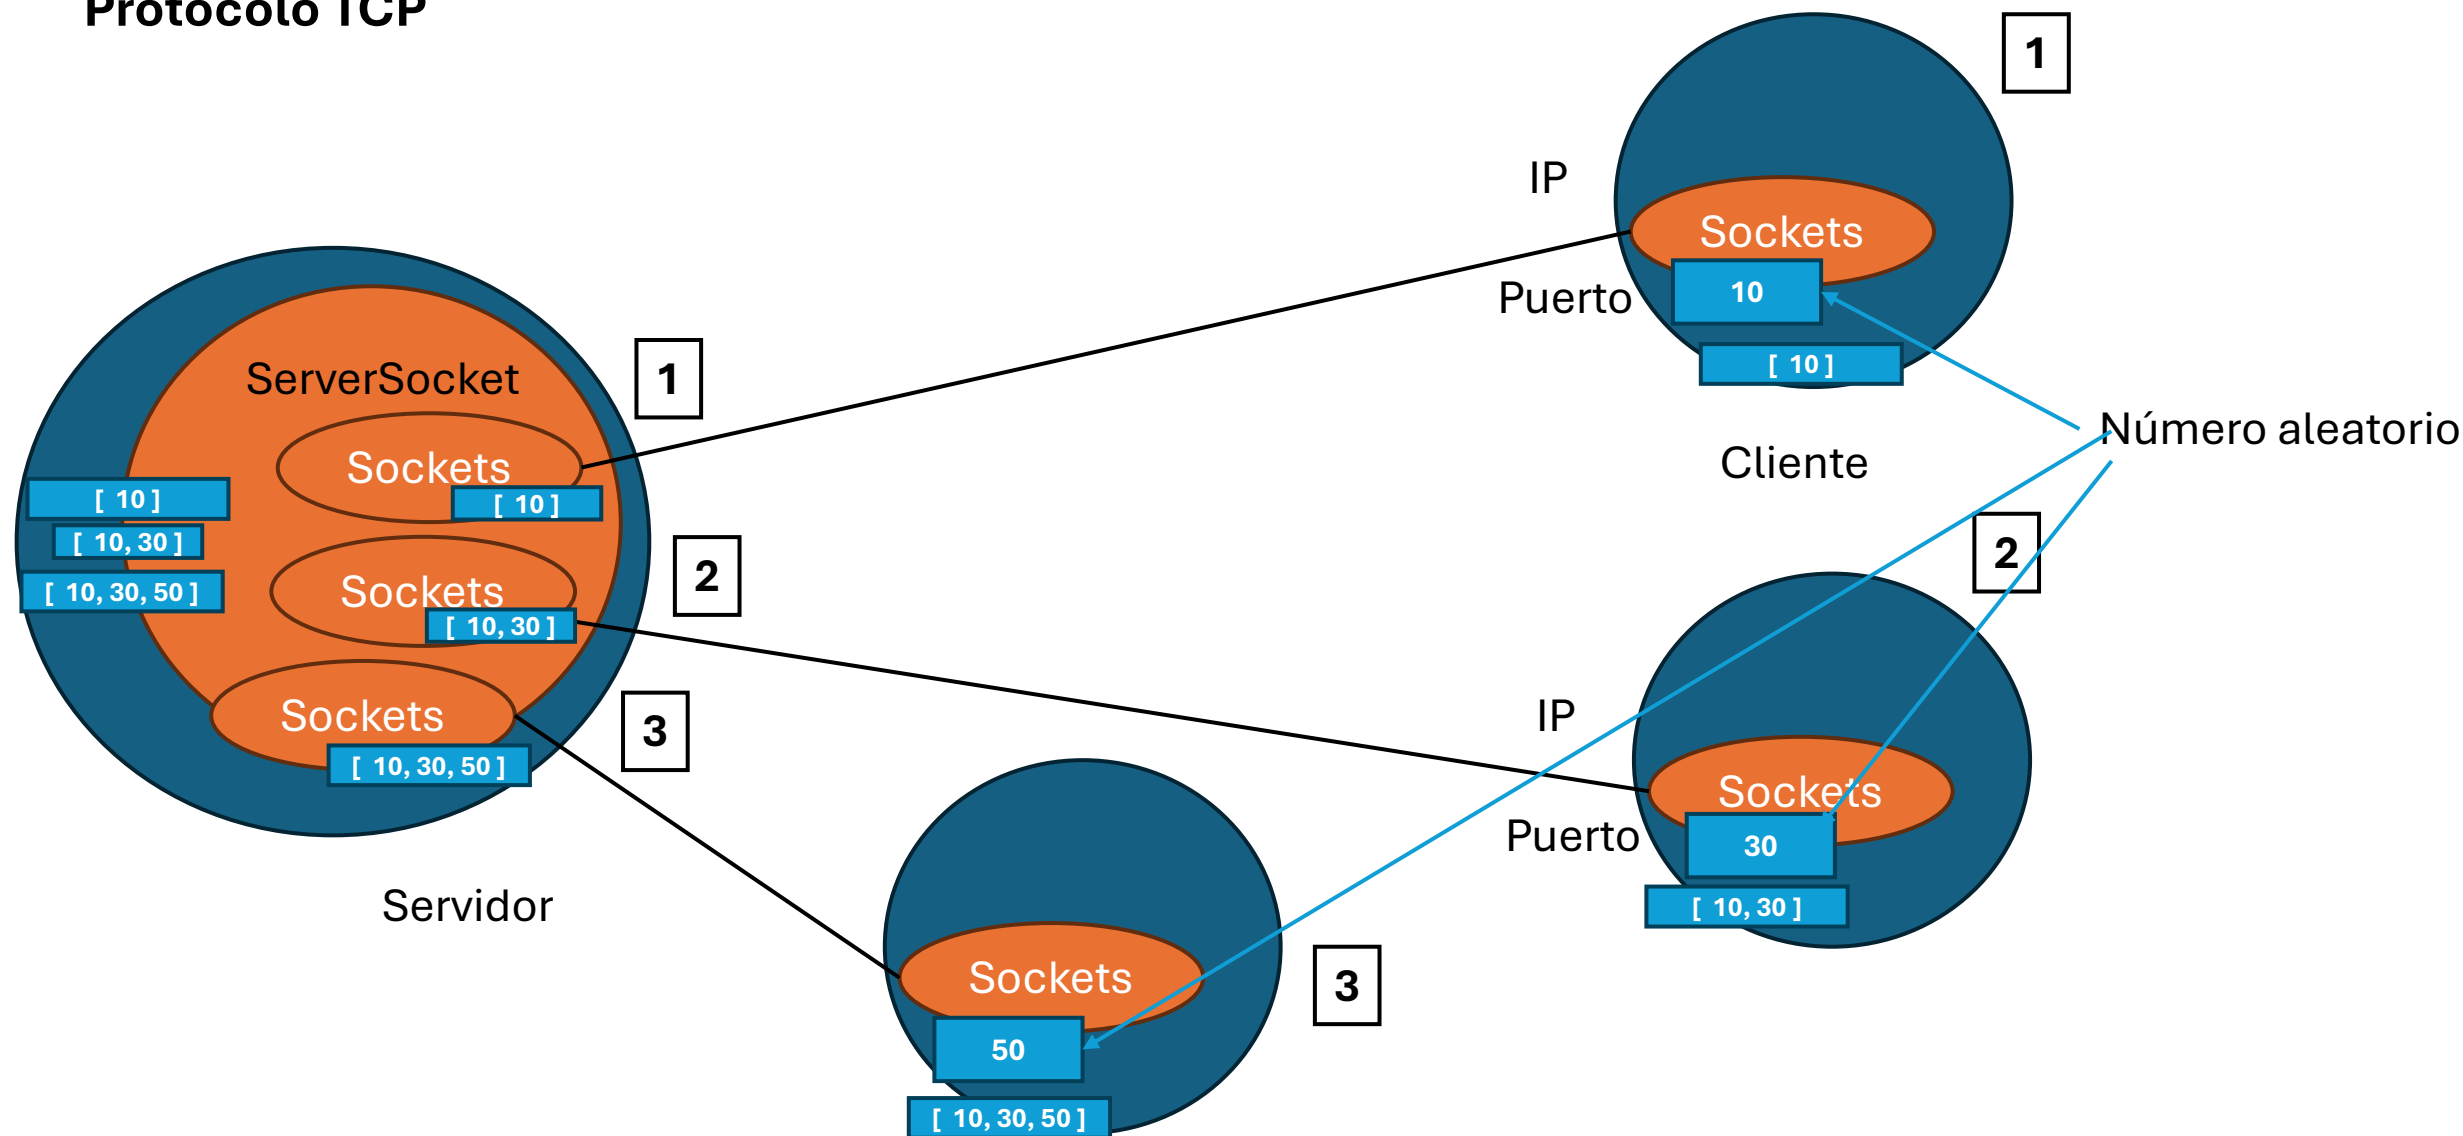 Protocolo TCP
1
IP
Sockets
Puerto
10
[ 10 ]
Cliente
Número aleatorio
ServerSocket
1
Sockets
[ 10 ]
[ 10 ]
[ 10, 30 ]
[ 10, 30, 50 ]
2
Sockets
[ 10, 30 ]
3
Sockets
[ 10, 30, 50 ]
Servidor
2
IP
Sockets
Puerto
30
[ 10, 30 ]
3
Sockets
50
[ 10, 30, 50 ]